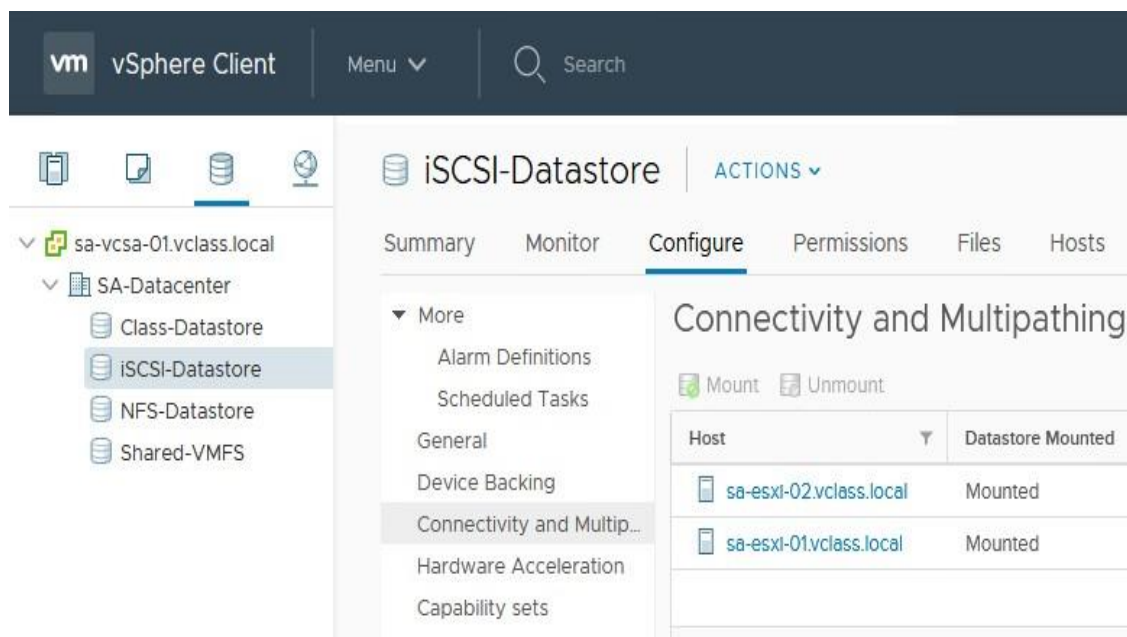 vm vSphere Client Menu Search
iSCSI-Datastore ACTIONS
sa-vcsa-01.vclass.local
SA-Datacenter
Class-Datastore
iSCSI-Datastore
NFS-Datastore
Shared-VMFS
Summary Monitor Configure Permissions Files Hosts
More
Alarm Definitions
Scheduled Tasks
General
Device Backing
Connectivity and Multip...
Hardware Acceleration
Capability sets
Connectivity and Multipathing
Mount Unmount
Host Datastore Mounted
sa-esxi-02.vclass.local Mounted
sa-esxi-01.vclass.local Mounted